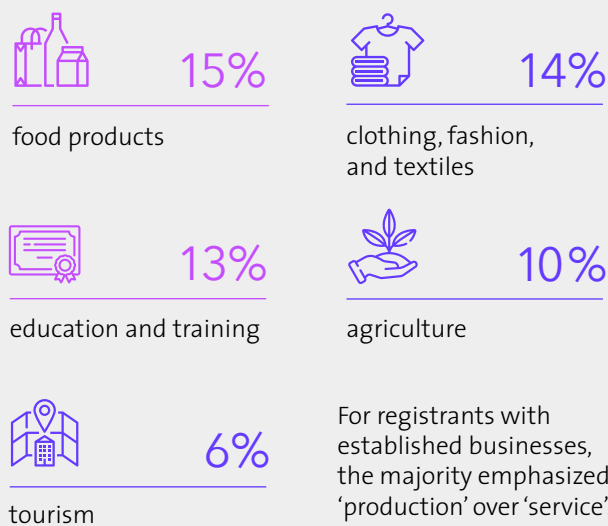 15%
food products
14%
clothing, fashion,
and textiles
13%
education and training
10%
agriculture
6%
tourism
For registrants with
established businesses,
the majority emphasized
‘production’ over ‘service’